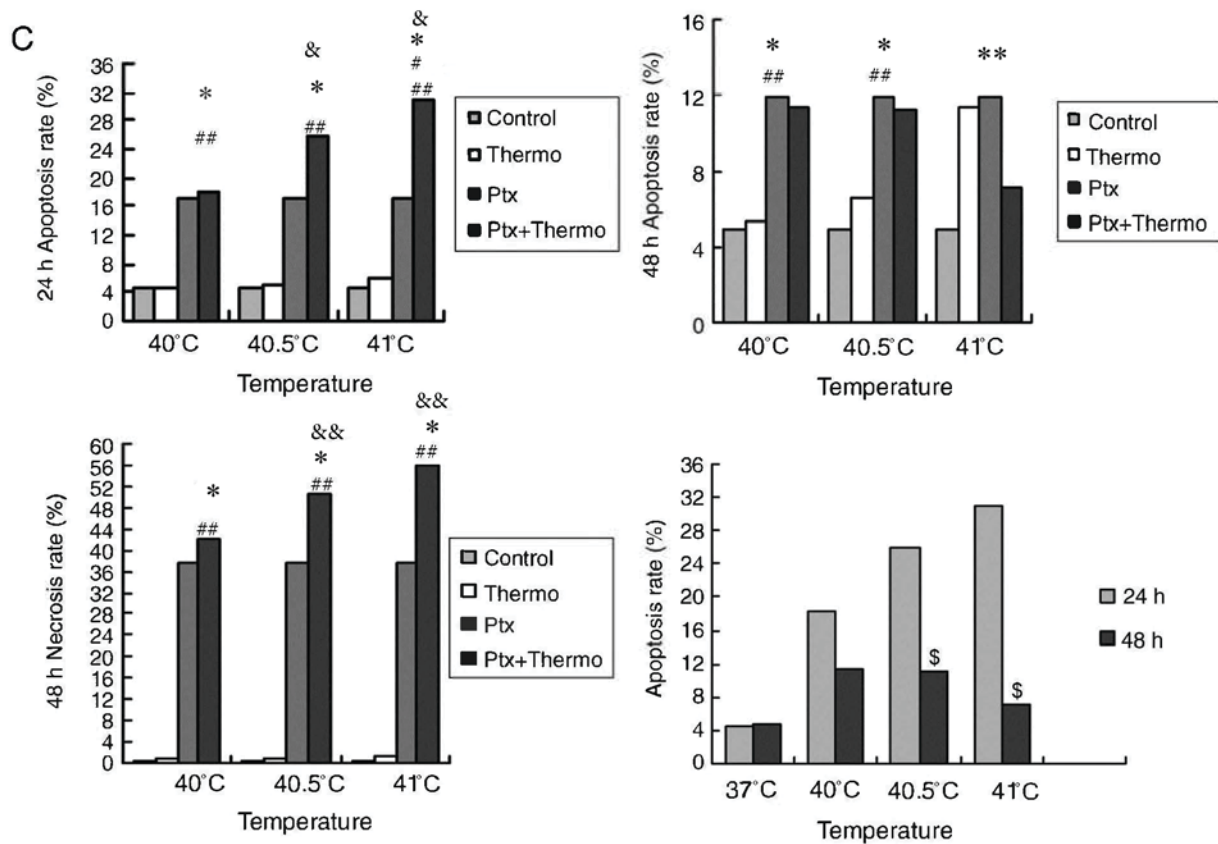 C
24 h Apoptosis rate (%)
36
32
28
24
20
16
12
8
4
0
*
##
&
*
##
&
*
#
##
40°C
40.5°C
41°C
Temperature
Control
Thermo
Ptx
Ptx+Thermo
48 h Apoptosis rate (%)
16
12
8
4
0
*
##
*
##
**
40°C
40.5°C
41°C
Temperature
Control
Thermo
Ptx
Ptx+Thermo
48 h Necrosis rate (%)
60
56
52
48
44
40
36
32
28
24
20
16
12
8
4
0
*
##
&&
*
##
&&
*
##
40°C
40.5°C
41°C
Temperature
Control
Thermo
Ptx
Ptx+Thermo
Apoptosis rate (%)
36
32
28
24
20
16
12
8
4
0
$
$
37°C
40°C
40.5°C
41°C
Temperature
24 h
48 h